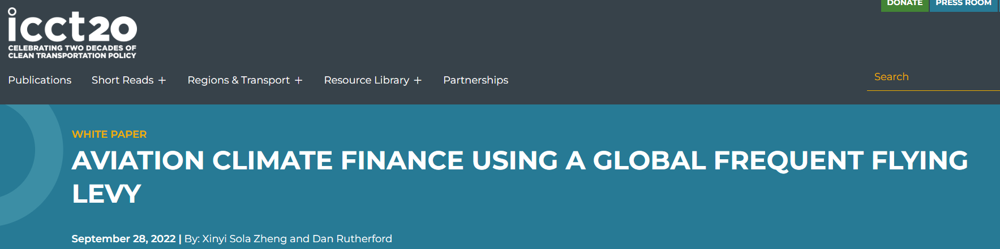 DONATE PRESS ROOM
icct20
CELEBRATING TWO DECADES OF
CLEAN TRANSPORTATION POLICY
Publications Short Reads + Regions & Transport + Resource Library + Partnerships
Search
WHITE PAPER
AVIATION CLIMATE FINANCE USING A GLOBAL FREQUENT FLYING
LEVY
September 28, 2022 | By: Xinyi Sola Zheng and Dan Rutherford